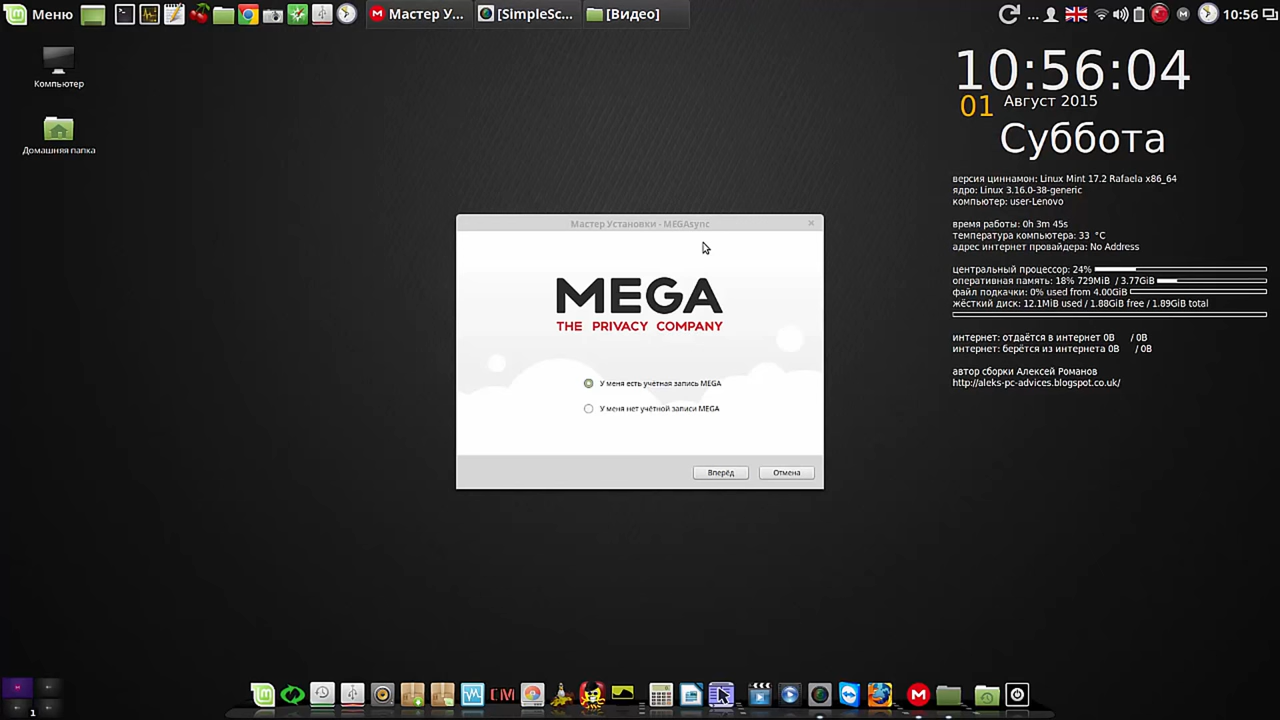 Меню
Мастер У...
[SimpleSc...
[Видео]
...
10:56
Компьютер
Домашняя папка
10:56:04
01 Август 2015
Суббота
версия циннамон: Linux Mint 17.2 Rafaela x86_64
ядро: Linux 3.16.0-38-generic
компьютер: user-Lenovo
время работы: 0h 3m 45s
температура компьютера: 33 °C
адрес интернет провайдера: No Address
центральный процессор: 24%
оперативная память: 18% 729MiB / 3.77GiB
файл подкачки: 0% used from 4.00GiB
жёсткий диск: 12.1MiB used / 1.88GiB free / 1.89GiB total
интернет: отдаётся в интернет 0B / 0B
интернет: берётся из интернета 0B / 0B
автор сборки Алексей Романов
http://aleks-pc-advices.blogspot.co.uk/
Мастер Установки - MEGAsync
MEGA
THE PRIVACY COMPANY
У меня есть учётная запись MEGA
У меня нет учётной записи MEGA
Вперёд
Отмена
1